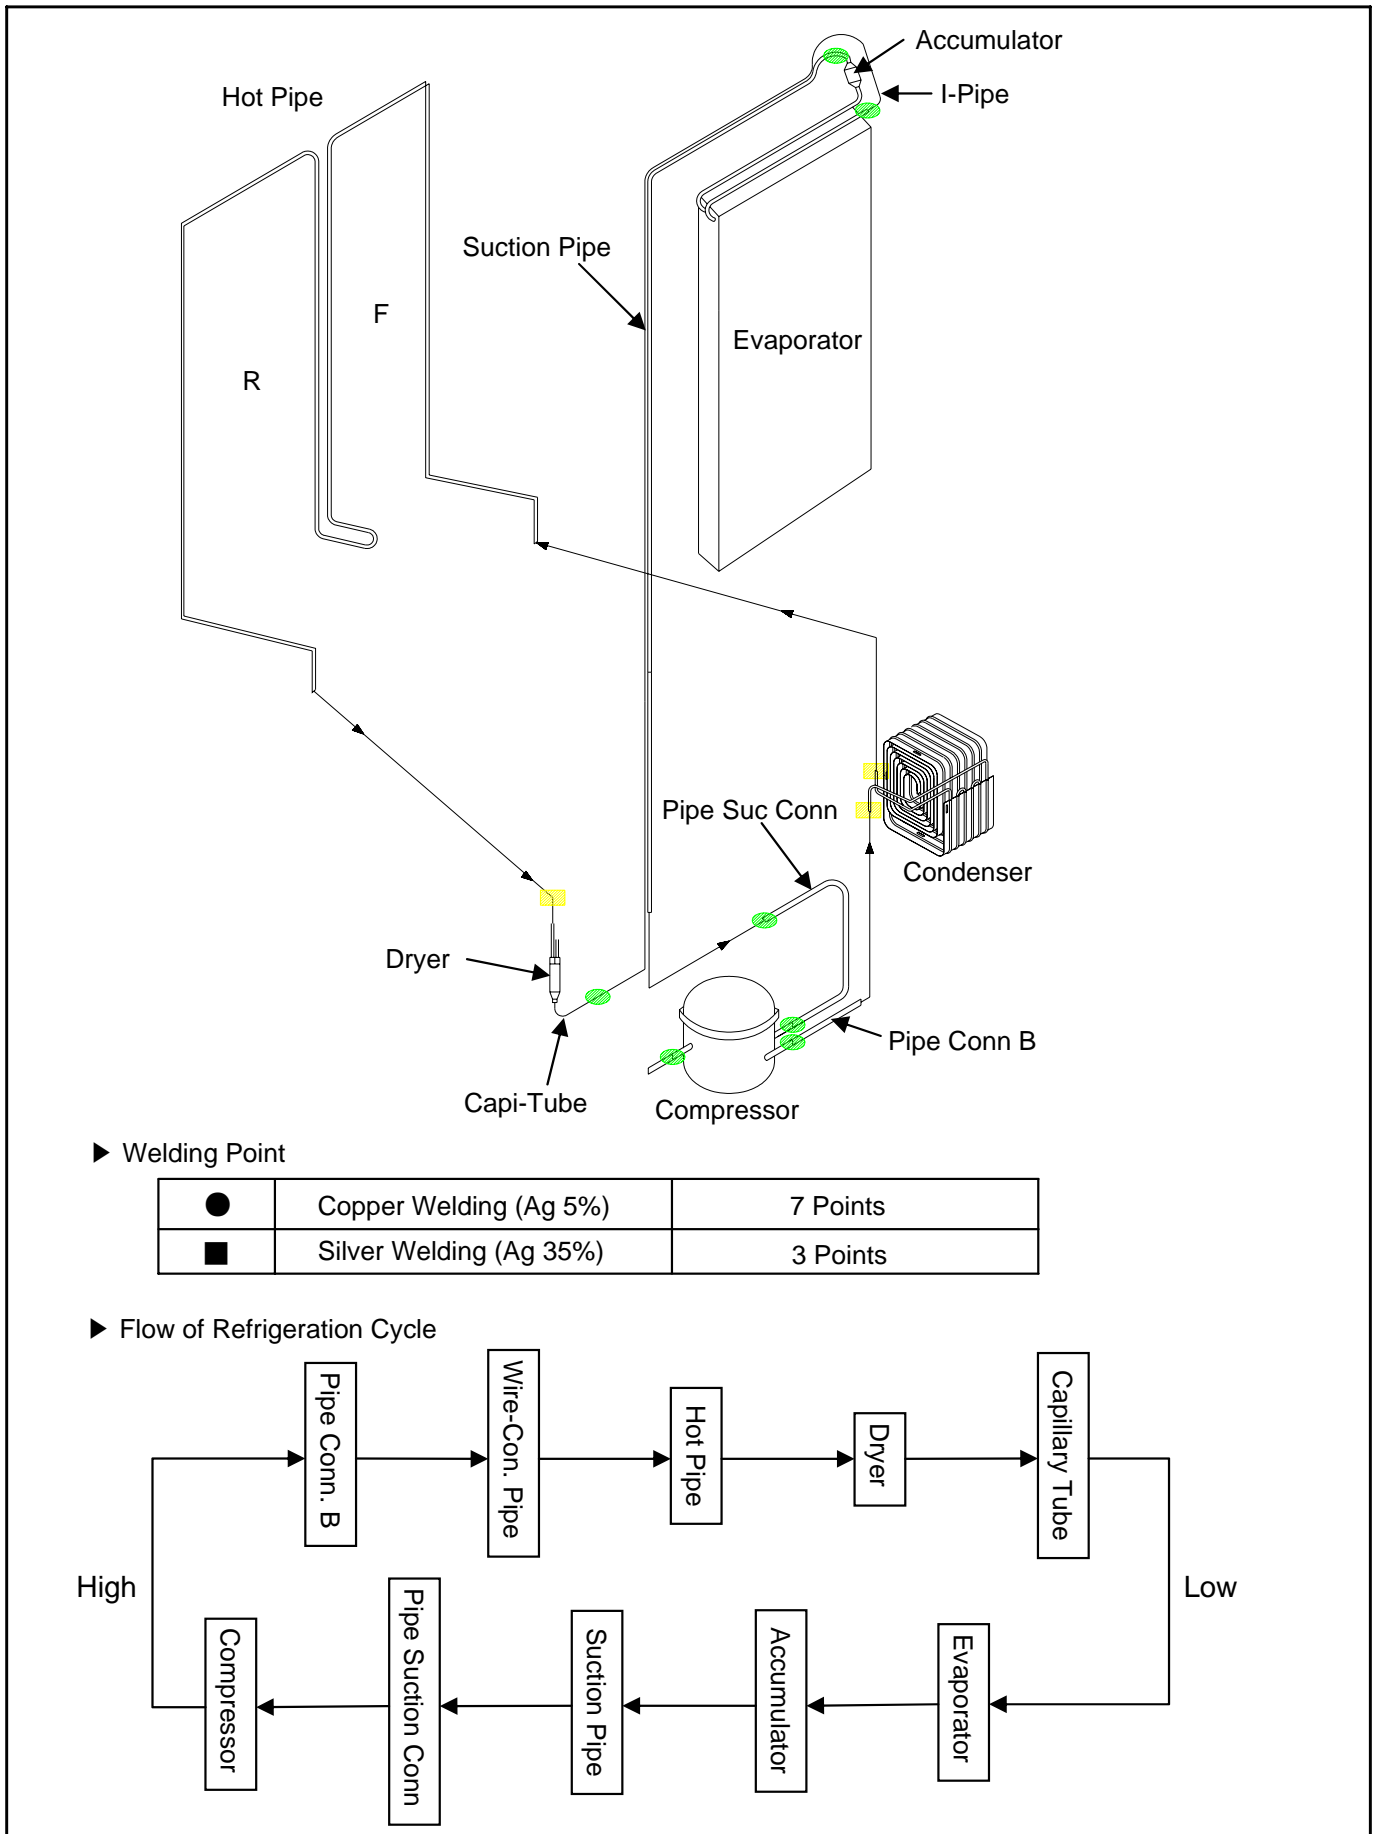 Accumulator
Hot Pipe
I-Pipe
Suction Pipe
F
Evaporator
R
Pipe Suc Conn
Condenser
Dryer
Pipe Conn B
Capi-Tube
Compressor
▶ Welding Point
● Copper Welding (Ag 5%) 7 Points
■ Silver Welding (Ag 35%) 3 Points
▶ Flow of Refrigeration Cycle
Pipe Conn. B
Wire-Con. Pipe
Hot Pipe
Dryer
Capillary Tube
High
Low
Compressor
Pipe Suction Conn
Suction Pipe
Accumulator
Evaporator